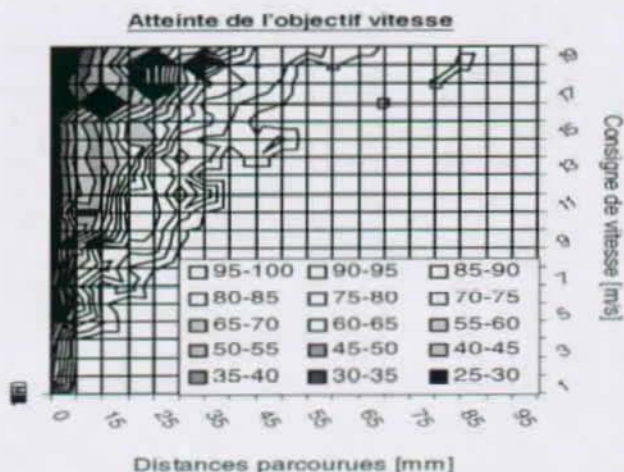 Atteinte de l'objectif vitesse
19
17
15
13
11
9
7
5
3
1
Consigne de vitesse [m/s]
95-100 90-95 85-90
80-85 75-80 70-75
65-70 60-65 55-60
50-55 45-50 40-45
35-40 30-35 25-30
0 15 15 25 35 45 55 65 75 85 95
Distances parcourues [mm]